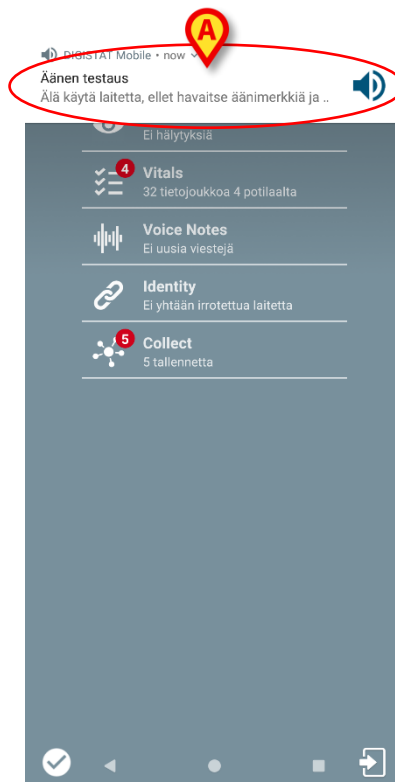 A
DIGISTAT Mobile • now
Äänen testaus
Älä käytä laitetta, ellet havaitse äänimerkkiä ja ..
Ei hälytyksiä
4
Vitals
32 tietojoukkoa 4 potilaalta
Voice Notes
Ei uusia viestejä
Identity
Ei yhtään irrotettua laitetta
5
Collect
5 tallennetta